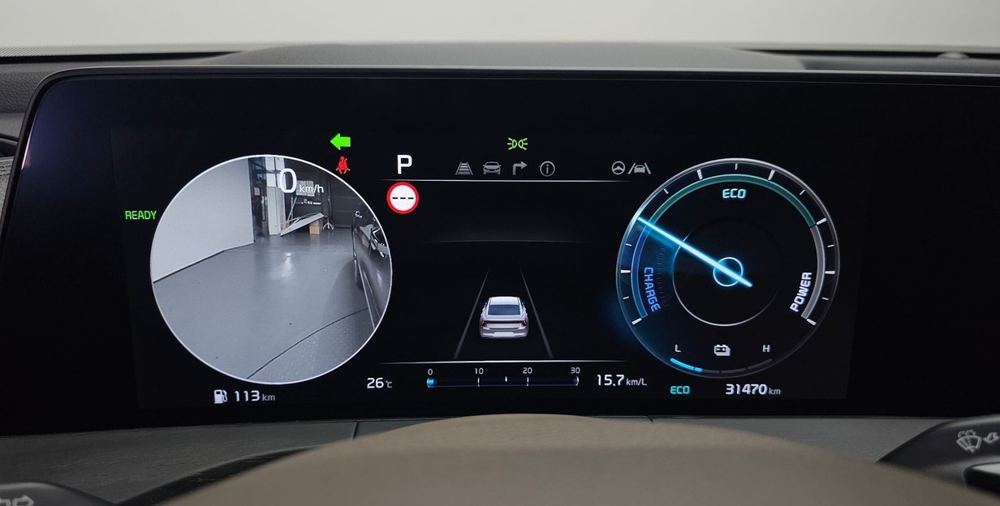 P
0 km/h
ECO
READY
CHARGE
POWER
L
H
0 10 20 30
26 °C
15.7 km/L
113 km
ECO
31470 km